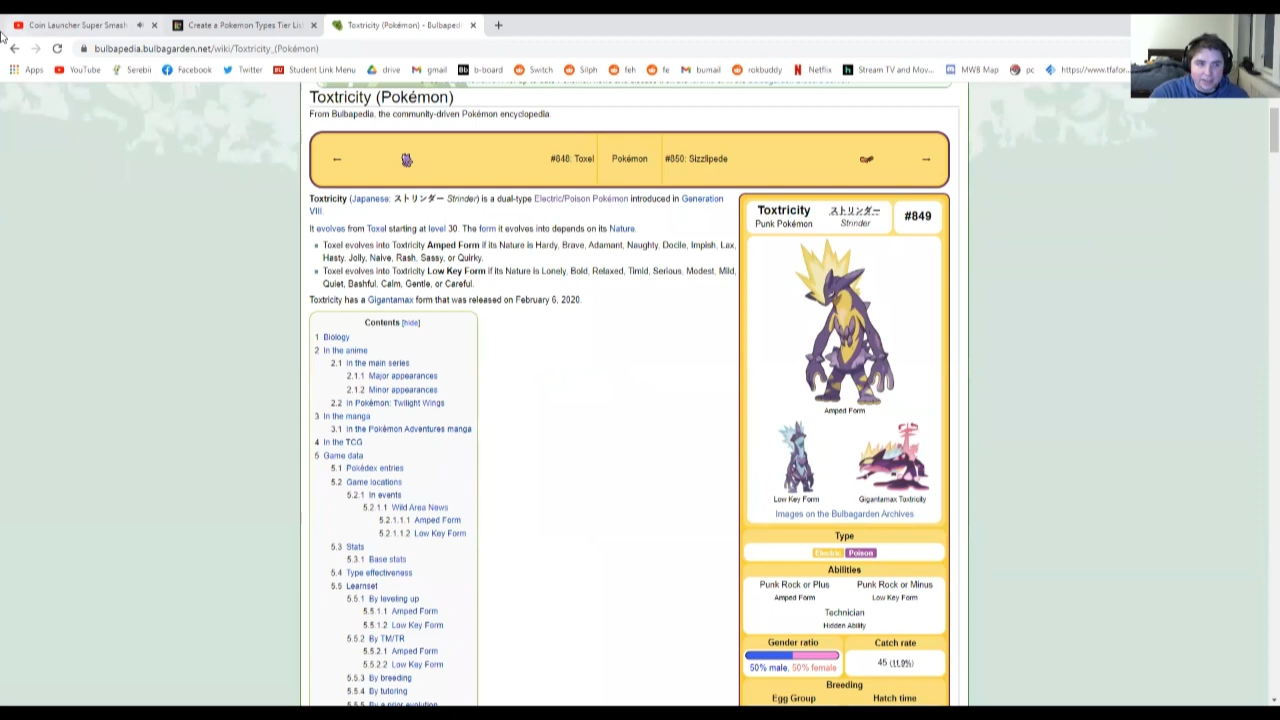 Coin Launcher Super Smash
Create a Pokemon Types Tier Lis
Toxtricity (Pokémon) - Bulbaped
bulbapedia.bulbagarden.net/wiki/Toxtricity_(Pokémon)
Apps YouTube Serebii Facebook Twitter Student Link Menu drive gmail b-board Switch Silph feh fe bumail rokbuddy Netflix Stream TV and Mov... MW8 Map pc https://www.tfafor...
Toxtricity (Pokémon)
From Bulbapedia, the community-driven Pokémon encyclopedia.
← #848: Toxel Pokémon #850: Sizzlipede →
Toxtricity (Japanese: ストリンダー Strinder) is a dual-type Electric/Poison Pokémon introduced in Generation
VIII.
It evolves from Toxel starting at level 30. The form it evolves into depends on its Nature.
Toxel evolves into Toxtricity Amped Form if its Nature is Hardy, Brave, Adamant, Naughty, Docile, Impish, Lax,
Hasty, Jolly, Naive, Rash, Sassy, or Quirky.
Toxel evolves into Toxtricity Low Key Form if its Nature is Lonely, Bold, Relaxed, Timid, Serious, Modest, Mild,
Quiet, Bashful, Calm, Gentle, or Careful.
Toxtricity has a Gigantamax form that was released on February 6, 2020.
Contents [hide]
1 Biology
2 In the anime
2.1 In the main series
2.1.1 Major appearances
2.1.2 Minor appearances
2.2 In Pokémon: Twilight Wings
3 In the manga
3.1 In the Pokémon Adventures manga
4 In the TCG
5 Game data
5.1 Pokédex entries
5.2 Game locations
5.2.1 In events
5.2.1.1 Wild Area News
5.2.1.1.1 Amped Form
5.2.1.1.2 Low Key Form
5.3 Stats
5.3.1 Base stats
5.4 Type effectiveness
5.5 Learnset
5.5.1 By leveling up
5.5.1.1 Amped Form
5.5.1.2 Low Key Form
5.5.2 By TM/TR
5.5.2.1 Amped Form
5.5.2.2 Low Key Form
5.5.3 By breeding
5.5.4 By tutoring
5.5.5 By a prior evolution
Toxtricity ストリンダー #849
Punk Pokémon Strinder
Amped Form
Low Key Form Gigantamax Toxtricity
Images on the Bulbagarden Archives
Type
Electric Poison
Abilities
Punk Rock or Plus Punk Rock or Minus
Amped Form Low Key Form
Technician
Hidden Ability
Gender ratio Catch rate
50% male, 50% female 45 (11.9%)
Breeding
Egg Group Hatch time